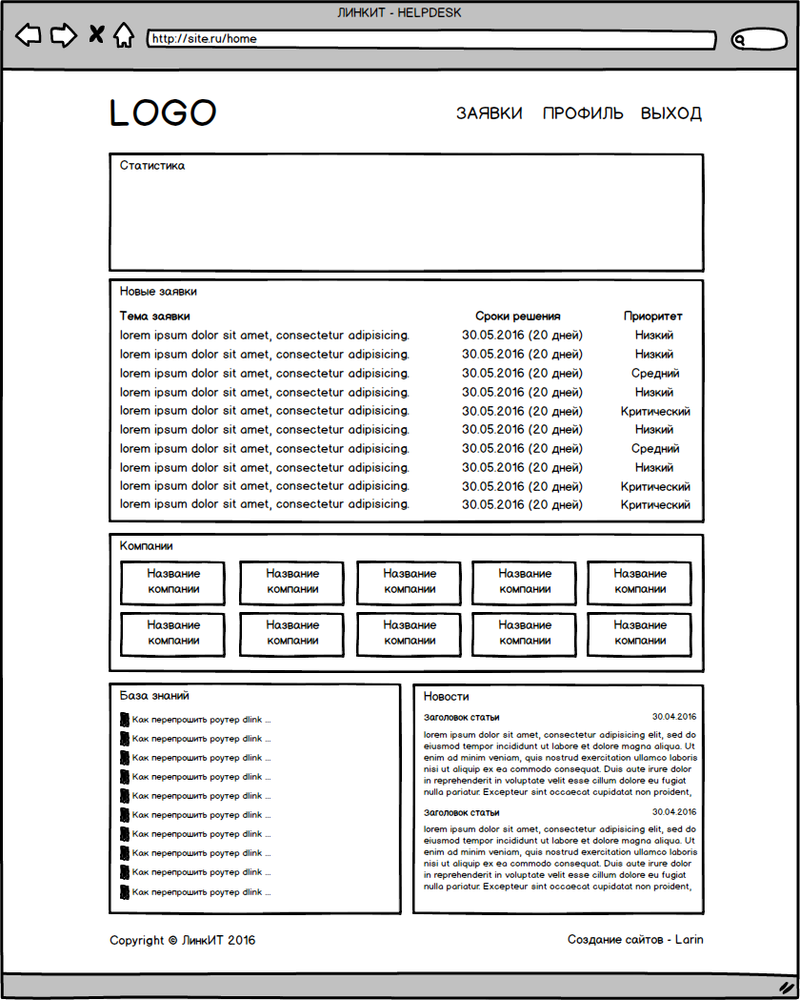 ЛИНКИТ - HELPDESK
http://site.ru/home
LOGO
ЗАЯВКИ ПРОФИЛЬ ВЫХОД
Статистика
Новые заявки
Тема заявки Сроки решения Приоритет
lorem ipsum dolor sit amet, consectetur adipisicing. 30.05.2016 (20 дней) Низкий
lorem ipsum dolor sit amet, consectetur adipisicing. 30.05.2016 (20 дней) Низкий
lorem ipsum dolor sit amet, consectetur adipisicing. 30.05.2016 (20 дней) Средний
lorem ipsum dolor sit amet, consectetur adipisicing. 30.05.2016 (20 дней) Низкий
lorem ipsum dolor sit amet, consectetur adipisicing. 30.05.2016 (20 дней) Критический
lorem ipsum dolor sit amet, consectetur adipisicing. 30.05.2016 (20 дней) Низкий
lorem ipsum dolor sit amet, consectetur adipisicing. 30.05.2016 (20 дней) Средний
lorem ipsum dolor sit amet, consectetur adipisicing. 30.05.2016 (20 дней) Низкий
lorem ipsum dolor sit amet, consectetur adipisicing. 30.05.2016 (20 дней) Критический
lorem ipsum dolor sit amet, consectetur adipisicing. 30.05.2016 (20 дней) Критический
Компании
Название Название Название Название Название
компании компании компании компании компании
Название Название Название Название Название
компании компании компании компании компании
База знаний
Как перепрошить роутер dlink ...
Как перепрошить роутер dlink ...
Как перепрошить роутер dlink ...
Как перепрошить роутер dlink ...
Как перепрошить роутер dlink ...
Как перепрошить роутер dlink ...
Как перепрошить роутер dlink ...
Как перепрошить роутер dlink ...
Как перепрошить роутер dlink ...
Как перепрошить роутер dlink ...
Новости
Заголовок статьи 30.04.2016
lorem ipsum dolor sit amet, consectetur adipisicing elit, sed do
eiusmod tempor incididunt ut labore et dolore magna aliqua. Ut
enim ad minim veniam, quis nostrud exercitation ullamco laboris
nisi ut aliquip ex ea commodo consequat. Duis aute irure dolor
in reprehenderit in voluptate velit esse cillum dolore eu fugiat
nulla pariatur. Excepteur sint occaecat cupidatat non proident,
Заголовок статьи 30.04.2016
lorem ipsum dolor sit amet, consectetur adipisicing elit, sed do
eiusmod tempor incididunt ut labore et dolore magna aliqua. Ut
enim ad minim veniam, quis nostrud exercitation ullamco laboris
nisi ut aliquip ex ea commodo consequat. Duis aute irure dolor
in reprehenderit in voluptate velit esse cillum dolore eu fugiat
nulla pariatur. Excepteur sint occaecat cupidatat non proident,
Copyright © ЛинкИТ 2016 Создание сайтов - Larin